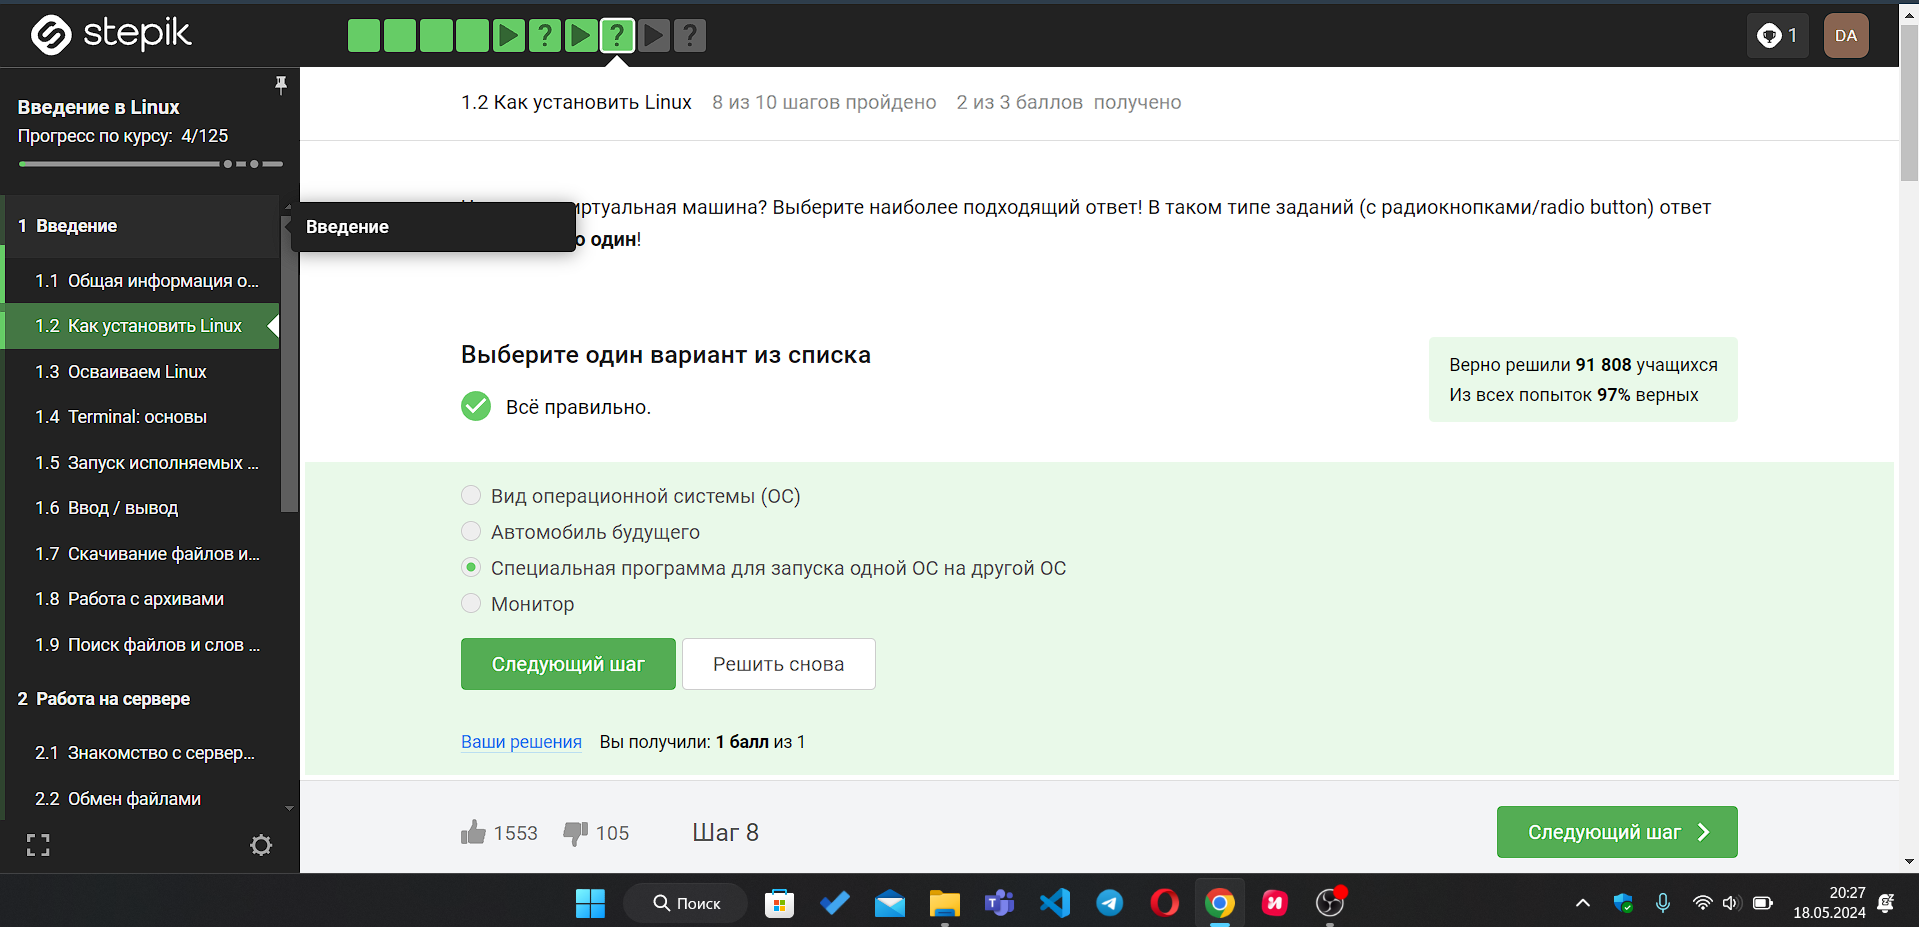 stepik
1
DA
Введение в Linux
Прогресс по курсу: 4/125
1.2 Как установить Linux 8 из 10 шагов пройдено 2 из 3 баллов получено
1 Введение
Введение
1.1 Общая информация о...
1.2 Как установить Linux
1.3 Осваиваем Linux
1.4 Terminal: основы
1.5 Запуск исполняемых ...
1.6 Ввод / вывод
1.7 Скачивание файлов и...
1.8 Работа с архивами
1.9 Поиск файлов и слов ...
2 Работа на сервере
2.1 Знакомство с сервер...
2.2 Обмен файлами
машина? Выберите наиболее подходящий ответ! В таком типе заданий (с радиокнопками/radio button) ответ
один!
Выберите один вариант из списка
Всё правильно.
Верно решили 91 808 учащихся
Из всех попыток 97% верных
Вид операционной системы (ОС)
Автомобиль будущего
Специальная программа для запуска одной ОС на другой ОС
Монитор
Следующий шаг
Решить снова
Ваши решения Вы получили: 1 балл из 1
1553 105 Шаг 8
Следующий шаг
Поиск
20:27
18.05.2024